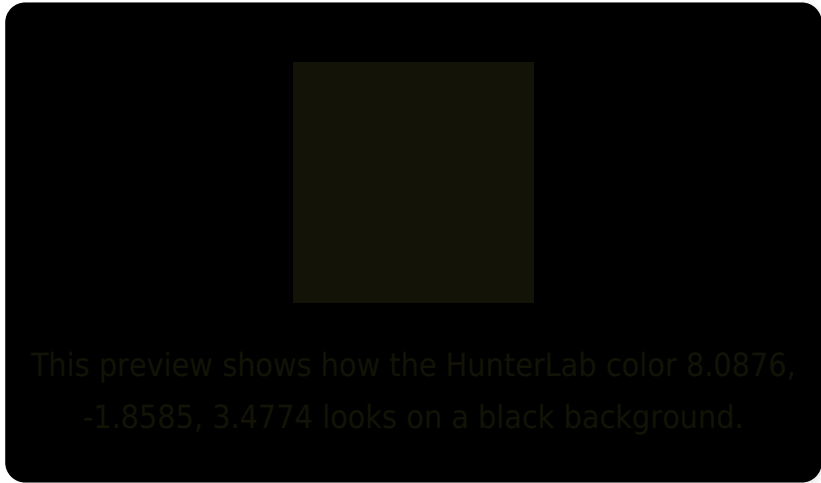 This preview shows how the HunterLab color 8.0876,
-1.8585, 3.4774 looks on a black background.